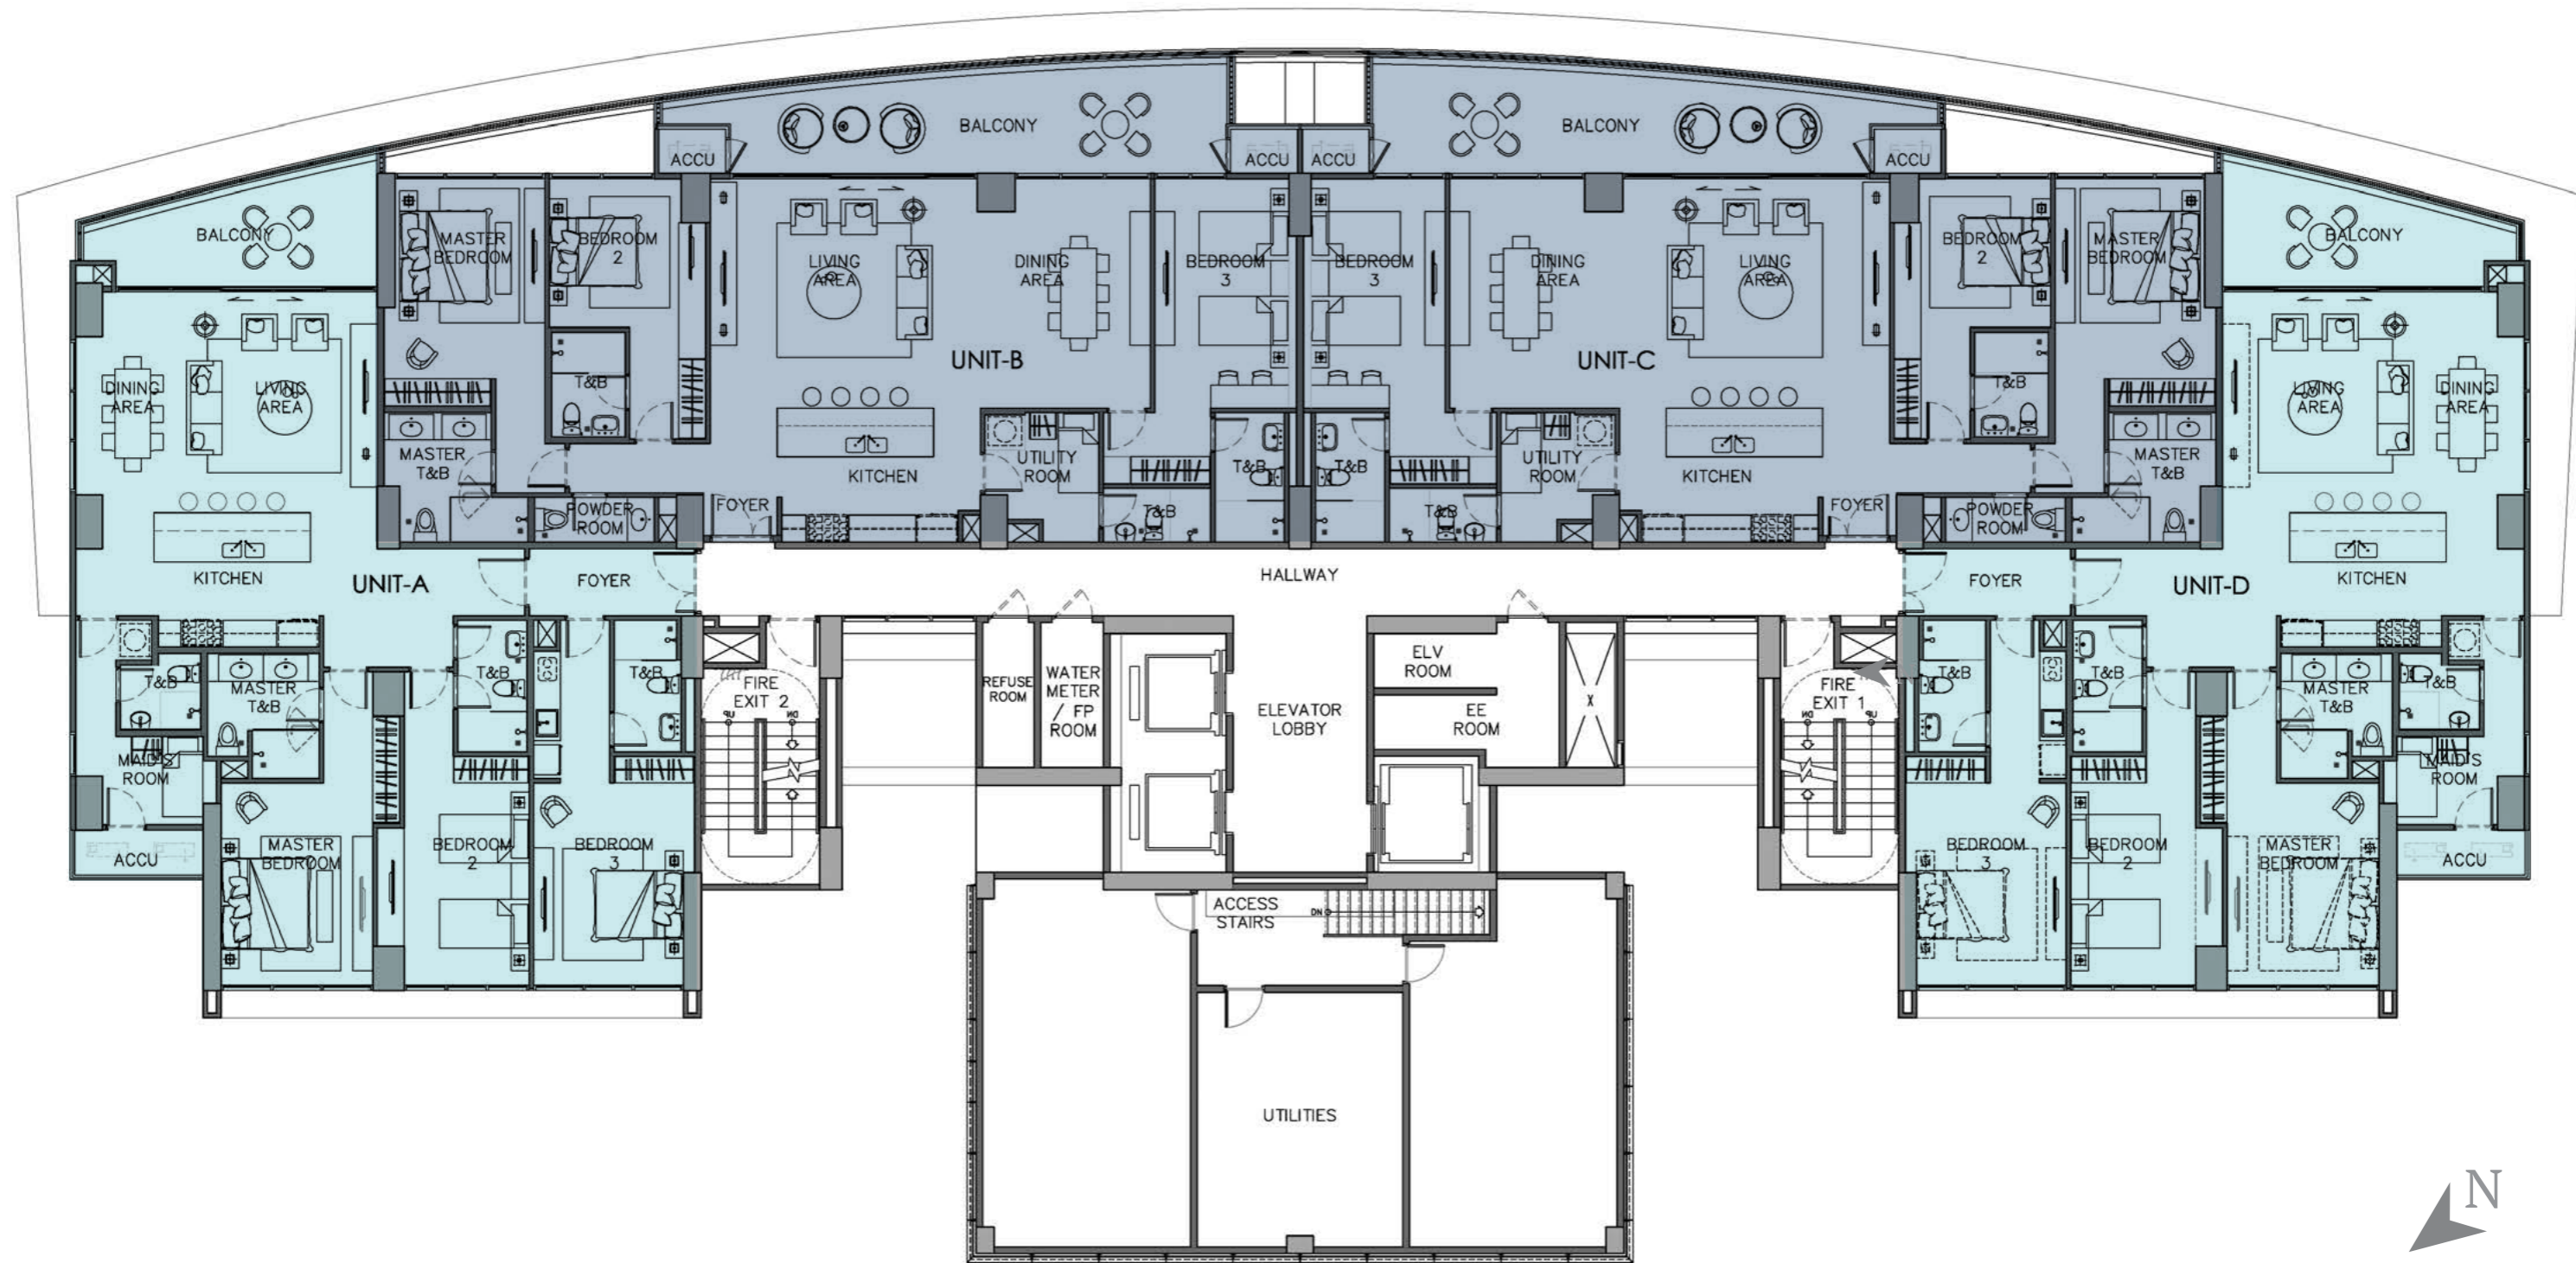 BALCONY
BALCONY
ACCU
ACCU
ACCU
ACCU
BALCONY
MASTER
BEDROOM
BEDROOM
2
LIVING
AREA
DINING
AREA
BEDROOM
3
BEDROOM
3
DINING
AREA
LIVING
AREA
BEDROOM
2
MASTER
BEDROOM
BALCONY
UNIT-B
UNIT-C
DINING
AREA
LIVING
AREA
T&B
T&B
LIVING
AREA
DINING
AREA
MASTER
T&B
KITCHEN
UTILITY
ROOM
T&B
T&B
UTILITY
ROOM
KITCHEN
MASTER
T&B
POWDER
ROOM
FOYER
T&B
T&B
FOYER
POWDER
ROOM
KITCHEN
UNIT-A
FOYER
HALLWAY
FOYER
UNIT-D
KITCHEN
T&B
MASTER
T&B
T&B
T&B
FIRE
EXIT 2
UP
DN
REFUSE
ROOM
WATER
METER
/ FP
ROOM
ELEVATOR
LOBBY
ELV
ROOM
EE
ROOM
X
FIRE
EXIT 1
DN
UP
T&B
T&B
MASTER
T&B
T&B
MAID'S
ROOM
MAID'S
ROOM
ACCU
MASTER
BEDROOM
BEDROOM
2
BEDROOM
3
BEDROOM
3
BEDROOM
2
MASTER
BEDROOM
ACCU
ACCESS
STAIRS
DN
UTILITIES
N